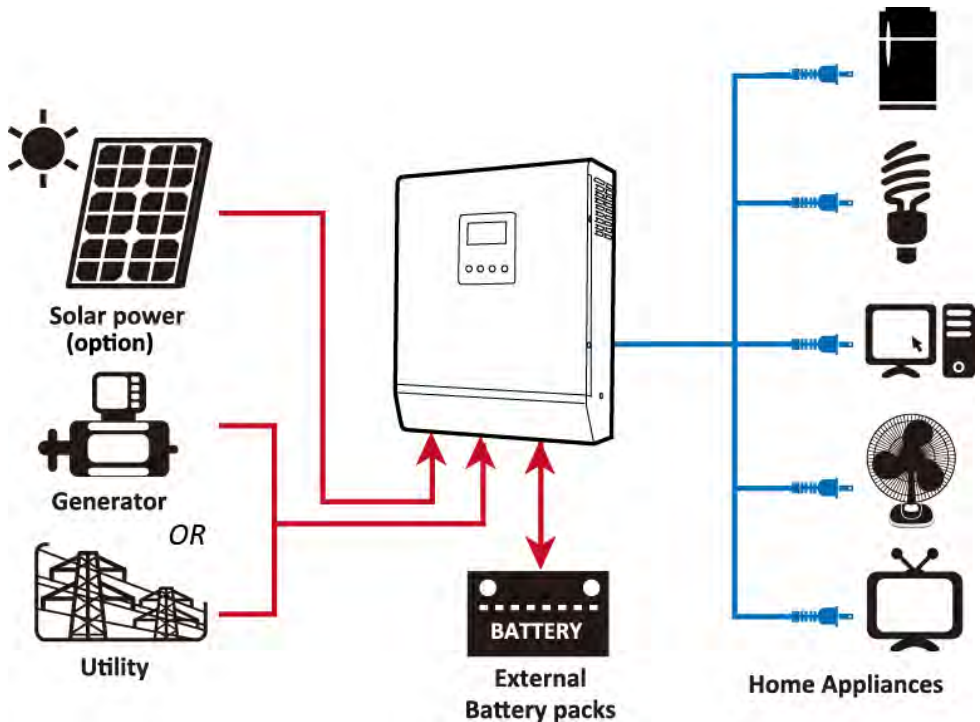 Solar power
(option)
Generator
OR
Utility
BATTERY
External
Battery packs
Home Appliances